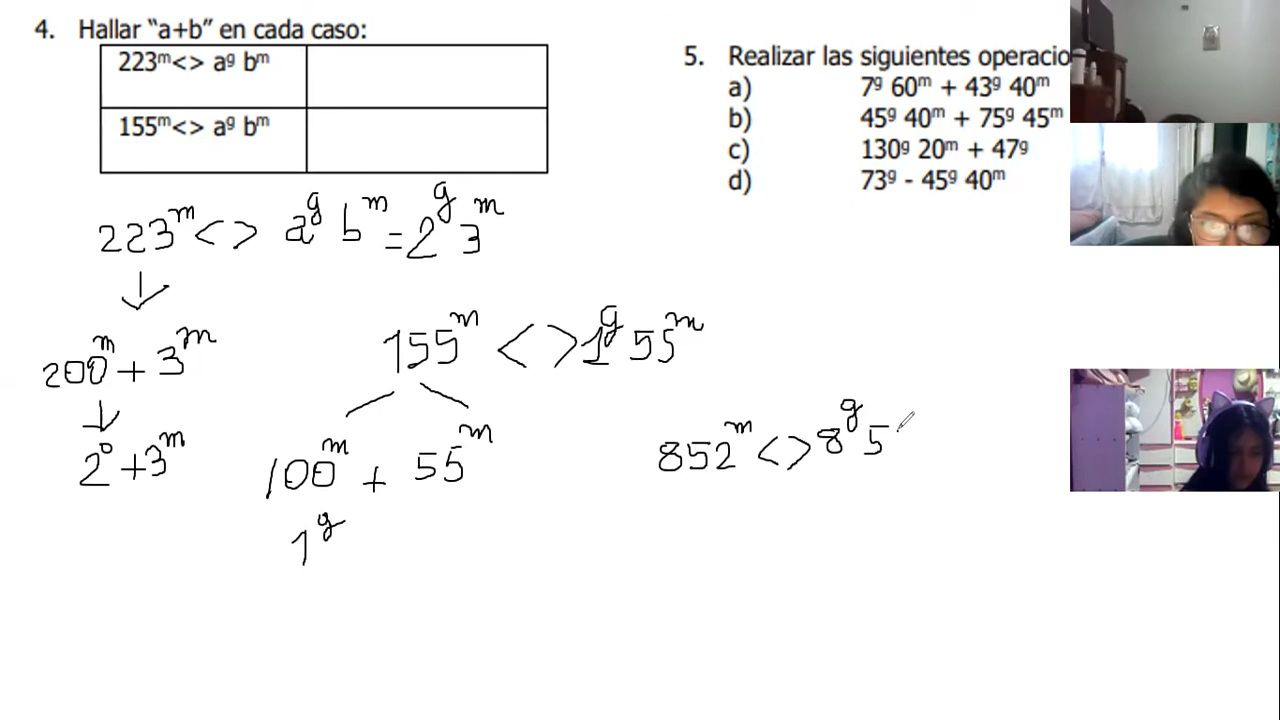 4. Hallar “a+b” en cada caso:
223ᵐ<> aᵍ bᵐ
155ᵐ<> aᵍ bᵐ
5. Realizar las siguientes operacio
a) 7ᵍ 60ᵐ + 43ᵍ 40ᵐ
b) 45ᵍ 40ᵐ + 75ᵍ 45ᵐ
c) 130ᵍ 20ᵐ + 47ᵍ
d) 73ᵍ - 45ᵍ 40ᵐ
223ᵐ <> aᵍ bᵐ = 2ᵍ 3ᵐ
↓
200ᵐ + 3ᵐ
↓
2⁰ + 3ᵐ
155ᵐ <> 1ᵍ 55ᵐ
100ᵐ + 55ᵐ
1ᵍ
852ᵐ <> 8ᵍ 5